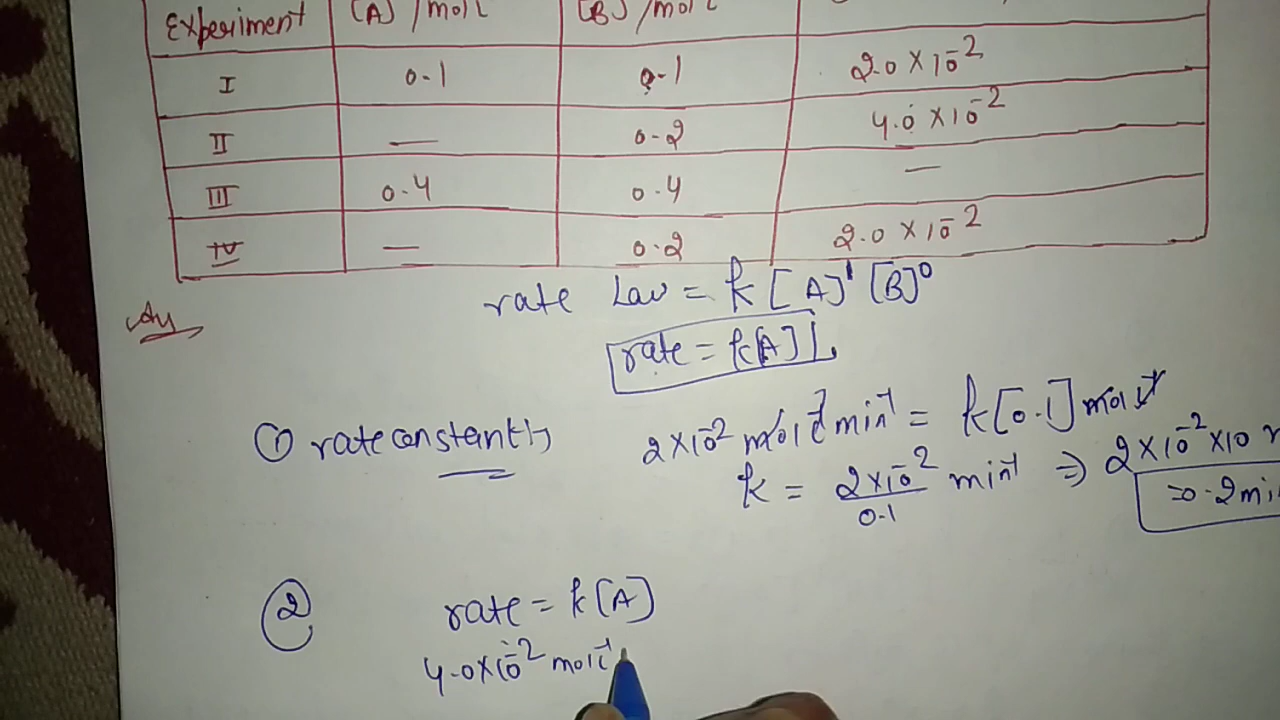 Experiment [A] /mol L [B] /mol L
I 0.1 0.1 2.0 × 10⁻²
II — 0.2 4.0 × 10⁻²
III 0.4 0.4 —
IV — 0.2 2.0 × 10⁻²
rate Law = k [A]¹ [B]⁰
Ans
rate = k[A]
① rate constant 2×10⁻² mol L⁻¹ min⁻¹ = k[0.1] mol L⁻¹
k = 2×10⁻²/0.1 min⁻¹ ⇒ 2×10⁻²×10
=0.2 min
② rate = k[A]
4.0×10⁻² mol L⁻¹